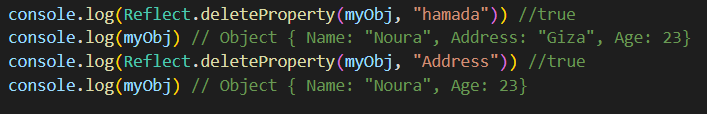 console.log(Reflect.deleteProperty(myObj, "hamada")) //true
console.log(myObj) // Object { Name: "Noura", Address: "Giza", Age: 23}
console.log(Reflect.deleteProperty(myObj, "Address")) //true
console.log(myObj) // Object { Name: "Noura", Age: 23}